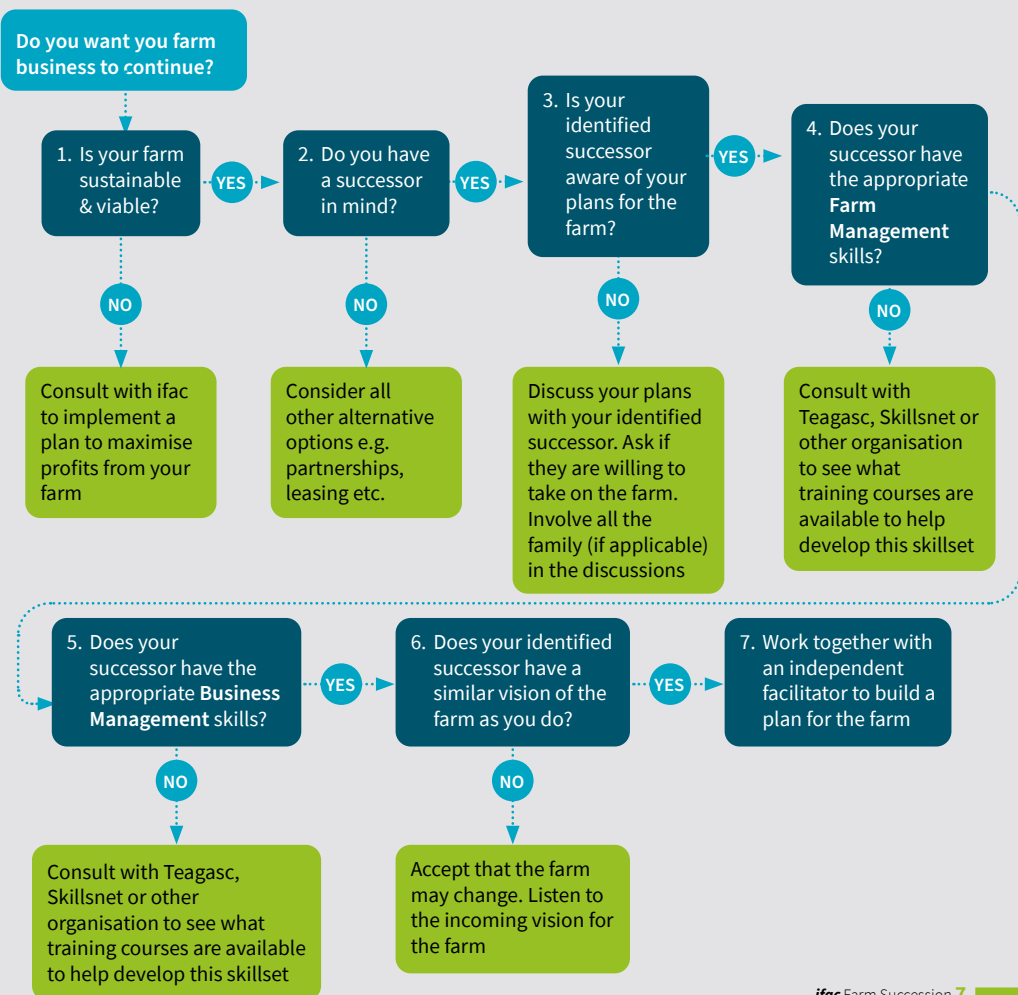 Do you want you farm
business to continue?
1. Is your farm
sustainable
& viable?
YES
2. Do you have
a successor
in mind?
YES
3. Is your
identified
successor
aware of your
plans for the
farm?
YES
4. Does your
successor have
the appropriate
Farm
Management
skills?
NO
NO
NO
NO
Consult with ifac
to implement a
plan to maximise
profits from your
farm
Consider all
other alternative
options e.g.
partnerships,
leasing etc.
Discuss your plans
with your identified
successor. Ask if
they are willing to
take on the farm.
Involve all the
family (if applicable)
in the discussions
Consult with
Teagasc, Skillsnet or
other organisation
to see what
training courses are
available to help
develop this skillset
5. Does your
successor have the
appropriate Business
Management skills?
YES
6. Does your identified
successor have a
similar vision of the
farm as you do?
YES
7. Work together with
an independent
facilitator to build a
plan for the farm
NO
NO
Consult with Teagasc,
Skillsnet or other
organisation to see what
training courses are available
to help develop this skillset
Accept that the farm
may change. Listen to
the incoming vision for
the farm
ifac Farm Succession 7